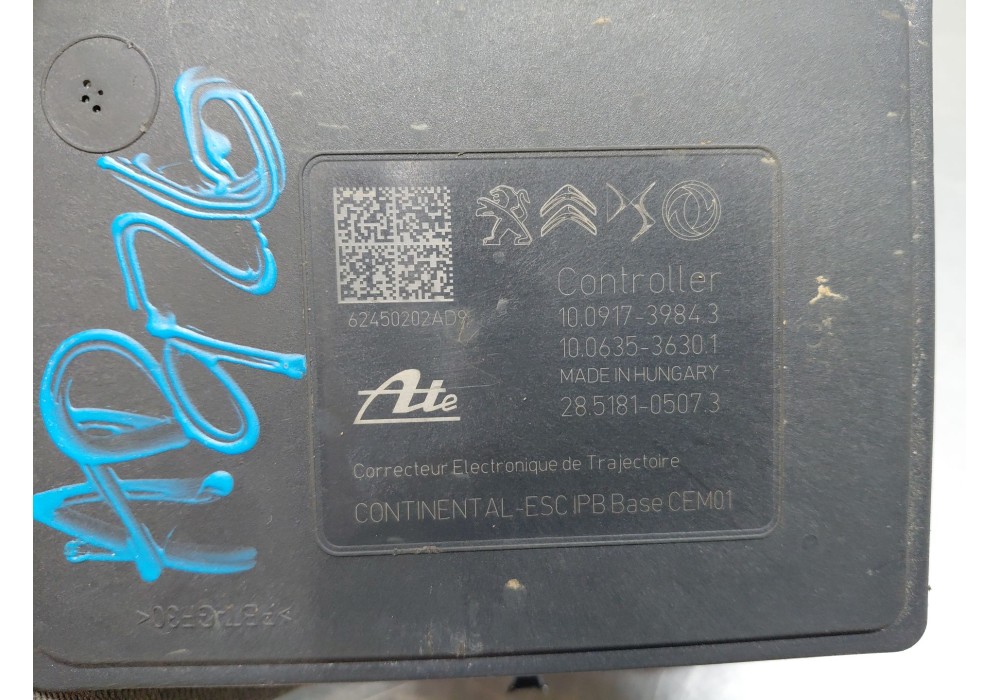 62450202AD9
Controller
10.0917-3984.3
10.0635-3630.1
MADE IN HUNGARY
28.5181-0507.3
Ate
Correcteur Electronique de Trajectoire
CONTINENTAL-ESC IPB Base CEM01